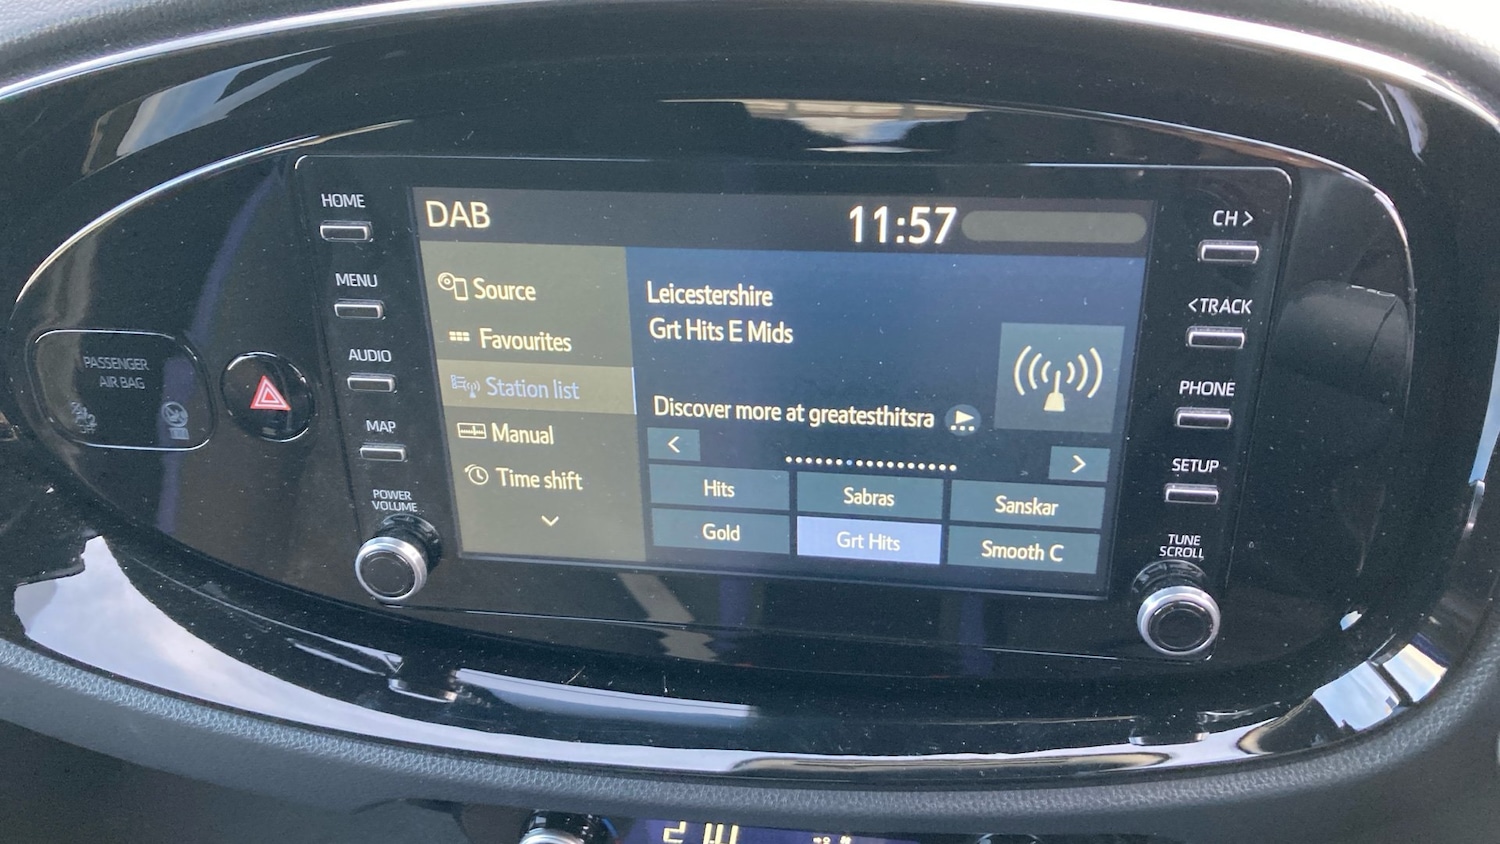 HOME
MENU
AUDIO
MAP
POWER
VOLUME
PASSENGER
AIR BAG
DAB
11:57
Source
Favourites
Station list
Manual
Time shift
Leicestershire
Grt Hits E Mids
Discover more at greatesthitsra
<
>
Hits
Sabras
Sanskar
Gold
Grt Hits
Smooth C
CH >
< TRACK
PHONE
SETUP
TUNE
SCROLL